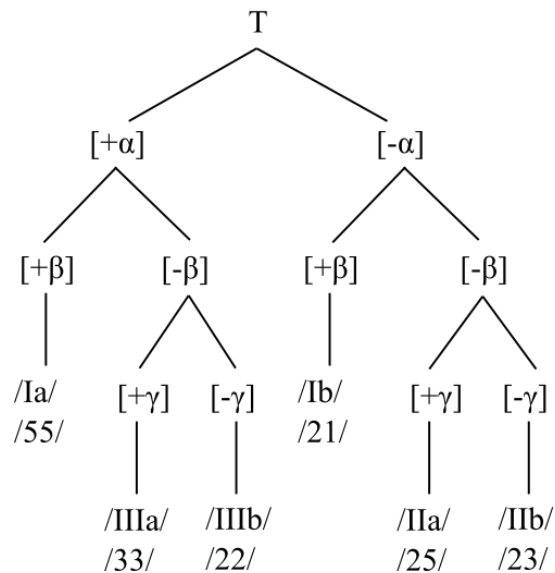 T
[+α] [-α]
[+β] [-β] [+β] [-β]
/Ia/ [+γ] [-γ] /Ib/ [+γ] [-γ]
/55/ /21/
/IIIa/ /IIIb/ /IIa/ /IIb/
/33/ /22/ /25/ /23/